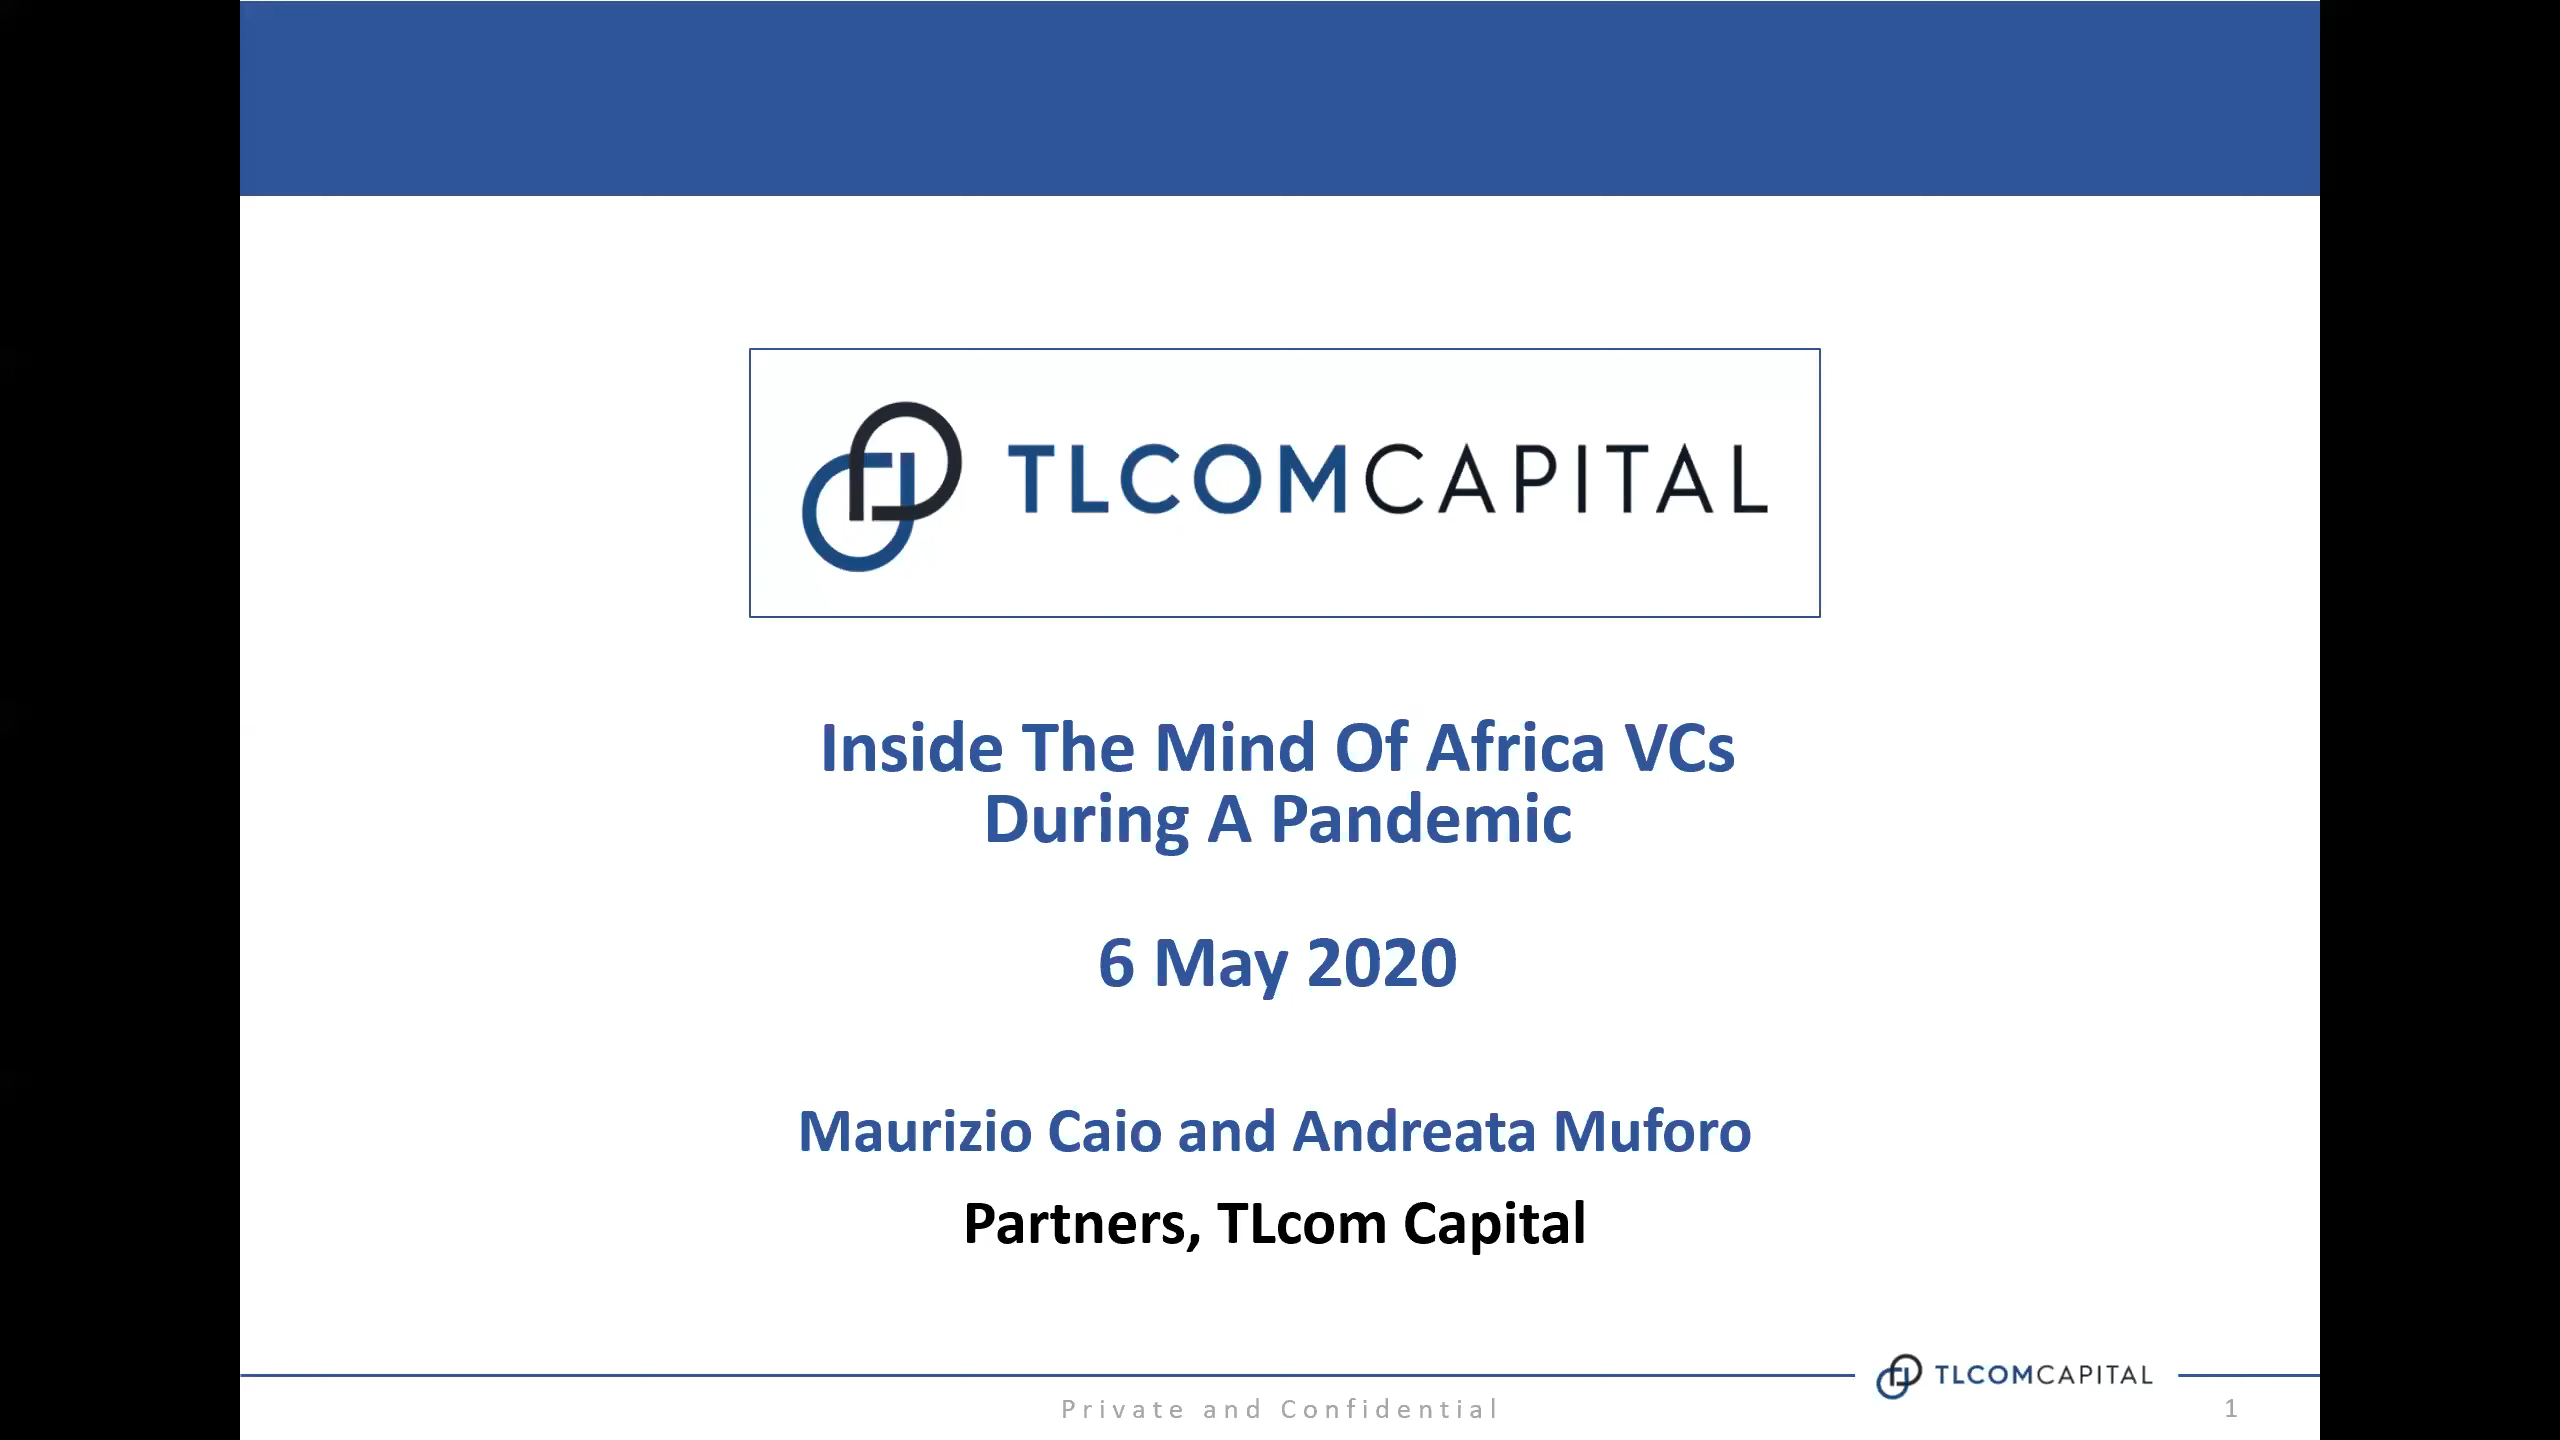 TLCOMCAPITAL
Inside The Mind Of Africa VCs
During A Pandemic
6 May 2020
Maurizio Caio and Andreata Muforo
Partners, TLcom Capital
TLCOMCAPITAL
Private and Confidential
1